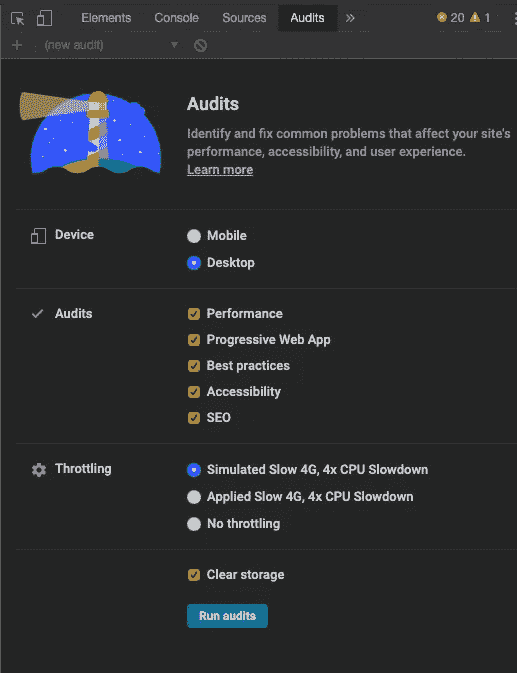 Elements Console Sources Audits » 20 1
(new audit)
Audits
Identify and fix common problems that affect your site's
performance, accessibility, and user experience.
Learn more
Device
Mobile
Desktop
Audits
Performance
Progressive Web App
Best practices
Accessibility
SEO
Throttling
Simulated Slow 4G, 4x CPU Slowdown
Applied Slow 4G, 4x CPU Slowdown
No throttling
Clear storage
Run audits